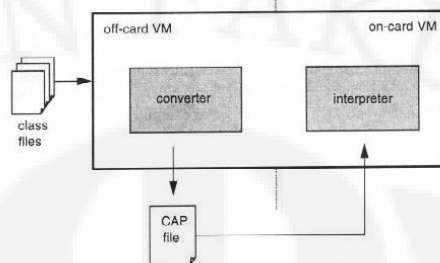 off-card VM
on-card VM
converter
interpreter
class
files
CAP
file